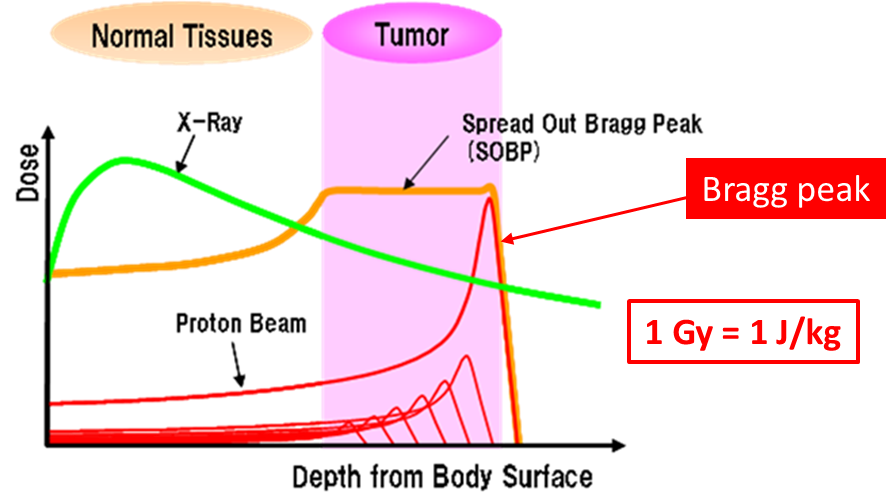 Normal Tissues
Tumor
X-Ray
Spread Out Bragg Peak
(SOBP)
Dose
Bragg peak
Proton Beam
1 Gy = 1 J/kg
Depth from Body Surface